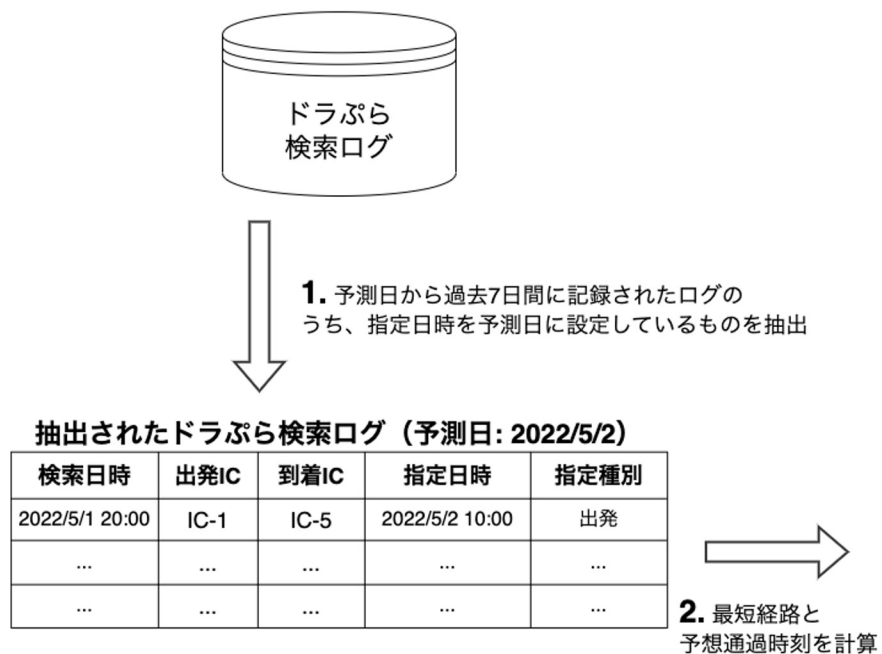 ドラぷら
検索ログ
1. 予測日から過去7日間に記録されたログの
うち、指定日時を予測日に設定しているものを抽出
抽出されたドラぷら検索ログ（予測日: 2022/5/2）
検索日時 出発IC 到着IC 指定日時 指定種別
2022/5/1 20:00 IC-1 IC-5 2022/5/2 10:00 出発
... ... ... ... ...
... ... ... ... ...
2. 最短経路と
予想通過時刻を計算